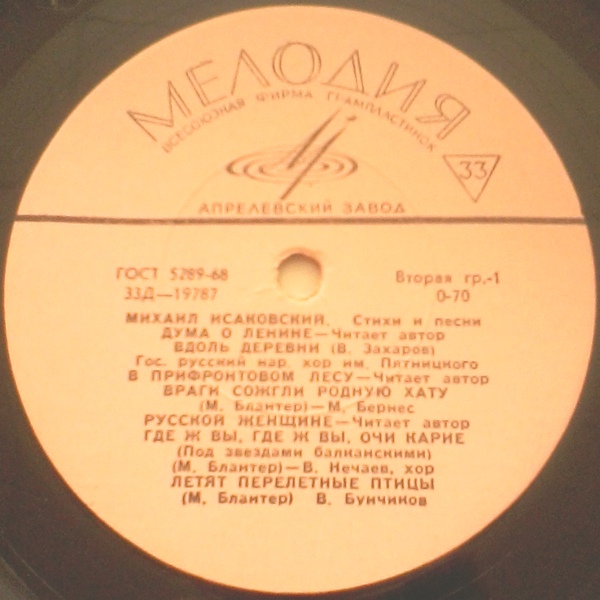 МЕЛОДИЯ
ВСЕСОЮЗНАЯ ФИРМА ГРАМПЛАСТИНОК
33
АПРЕЛЕВСКИЙ ЗАВОД
ГОСТ 5289-68 Вторая гр.-1
33Д—19787 0-70
МИХАИЛ ИСАКОВСКИЙ. Стихи и песни
ДУМА О ЛЕНИНЕ—Читает автор
ВДОЛЬ ДЕРЕВНИ (В. Захаров)
Гос. русский нар. хор им. Пятницкого
В ПРИФРОНТОВОМ ЛЕСУ—Читает автор
ВРАГИ СОЖГЛИ РОДНУЮ ХАТУ
(М. Блантер)—М. Бернес
РУССКОЙ ЖЕНЩИНЕ—Читает автор
ГДЕ Ж ВЫ, ГДЕ Ж ВЫ, ОЧИ КАРИЕ
(Под звездами балканскими)
(М. Блантер)—В. Нечаев, хор
ЛЕТЯТ ПЕРЕЛЕТНЫЕ ПТИЦЫ
(М. Блантер) В. Бунчиков